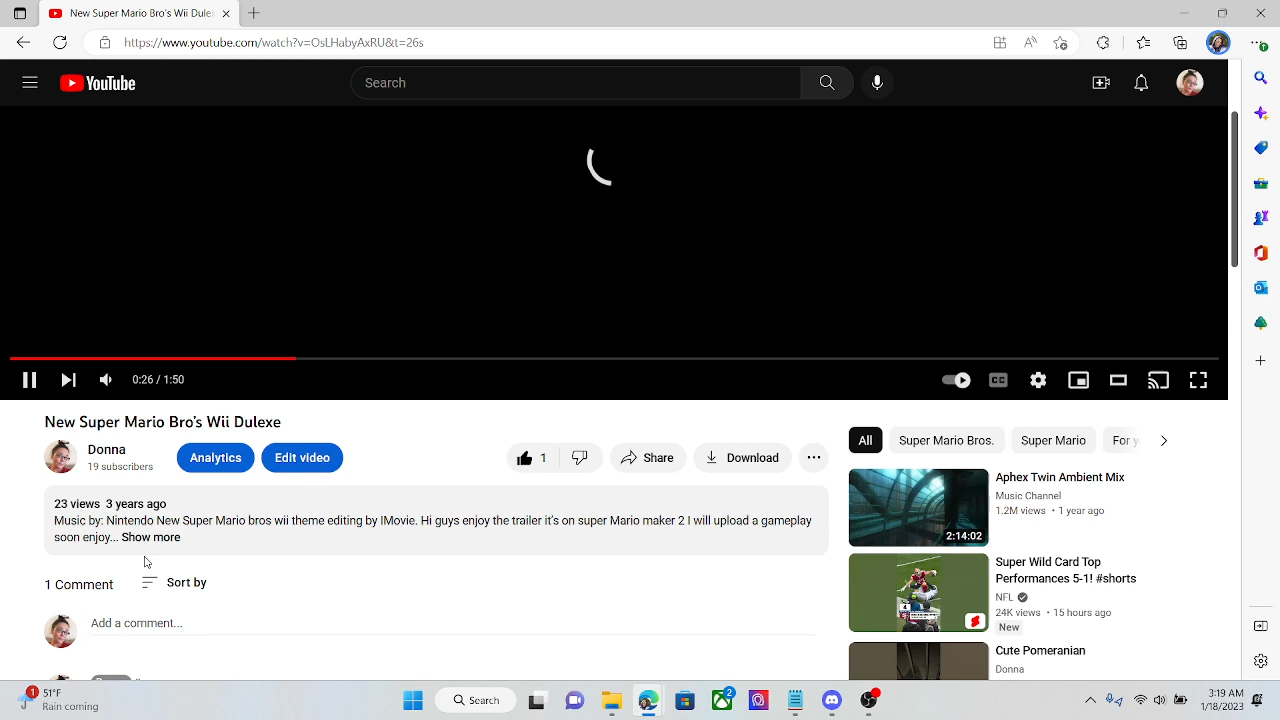 New Super Mario Bro's Wii Dulex
https://www.youtube.com/watch?v=OsLHabyAxRU&t=26s
YouTube
Search
0:26 / 1:50
CC
New Super Mario Bro's Wii Dulexe
Donna
19 subscribers
Analytics
Edit video
1
Share
Download
23 views 3 years ago
Music by: Nintendo New Super Mario bros wii theme editing by IMovie. Hi guys enjoy the trailer it's on super Mario maker 2 I will upload a gameplay
soon enjoy... Show more
1 Comment
Sort by
Add a comment...
All
Super Mario Bros.
Super Mario
For y
Aphex Twin Ambient Mix
Music Channel
1.2M views • 1 year ago
2:14:02
Super Wild Card Top
Performances 5-1! #shorts
NFL
24K views • 15 hours ago
New
Cute Pomeranian
Donna
1
51°F
Rain coming
Search
2
3:19 AM
1/18/2023